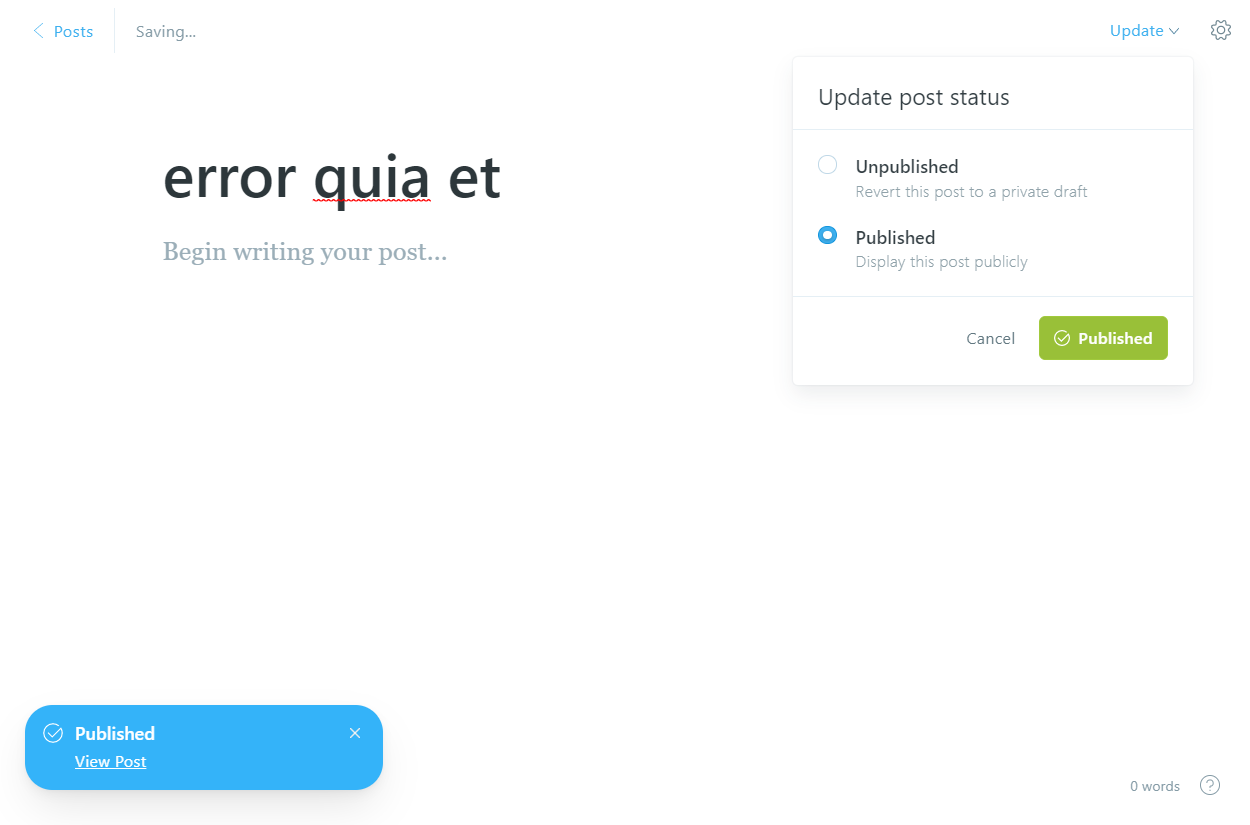 Posts
Saving...
Update
Update post status
Unpublished
Revert this post to a private draft
Published
Display this post publicly
Cancel
Published
error quia et
Begin writing your post...
Published
View Post
0 words
?